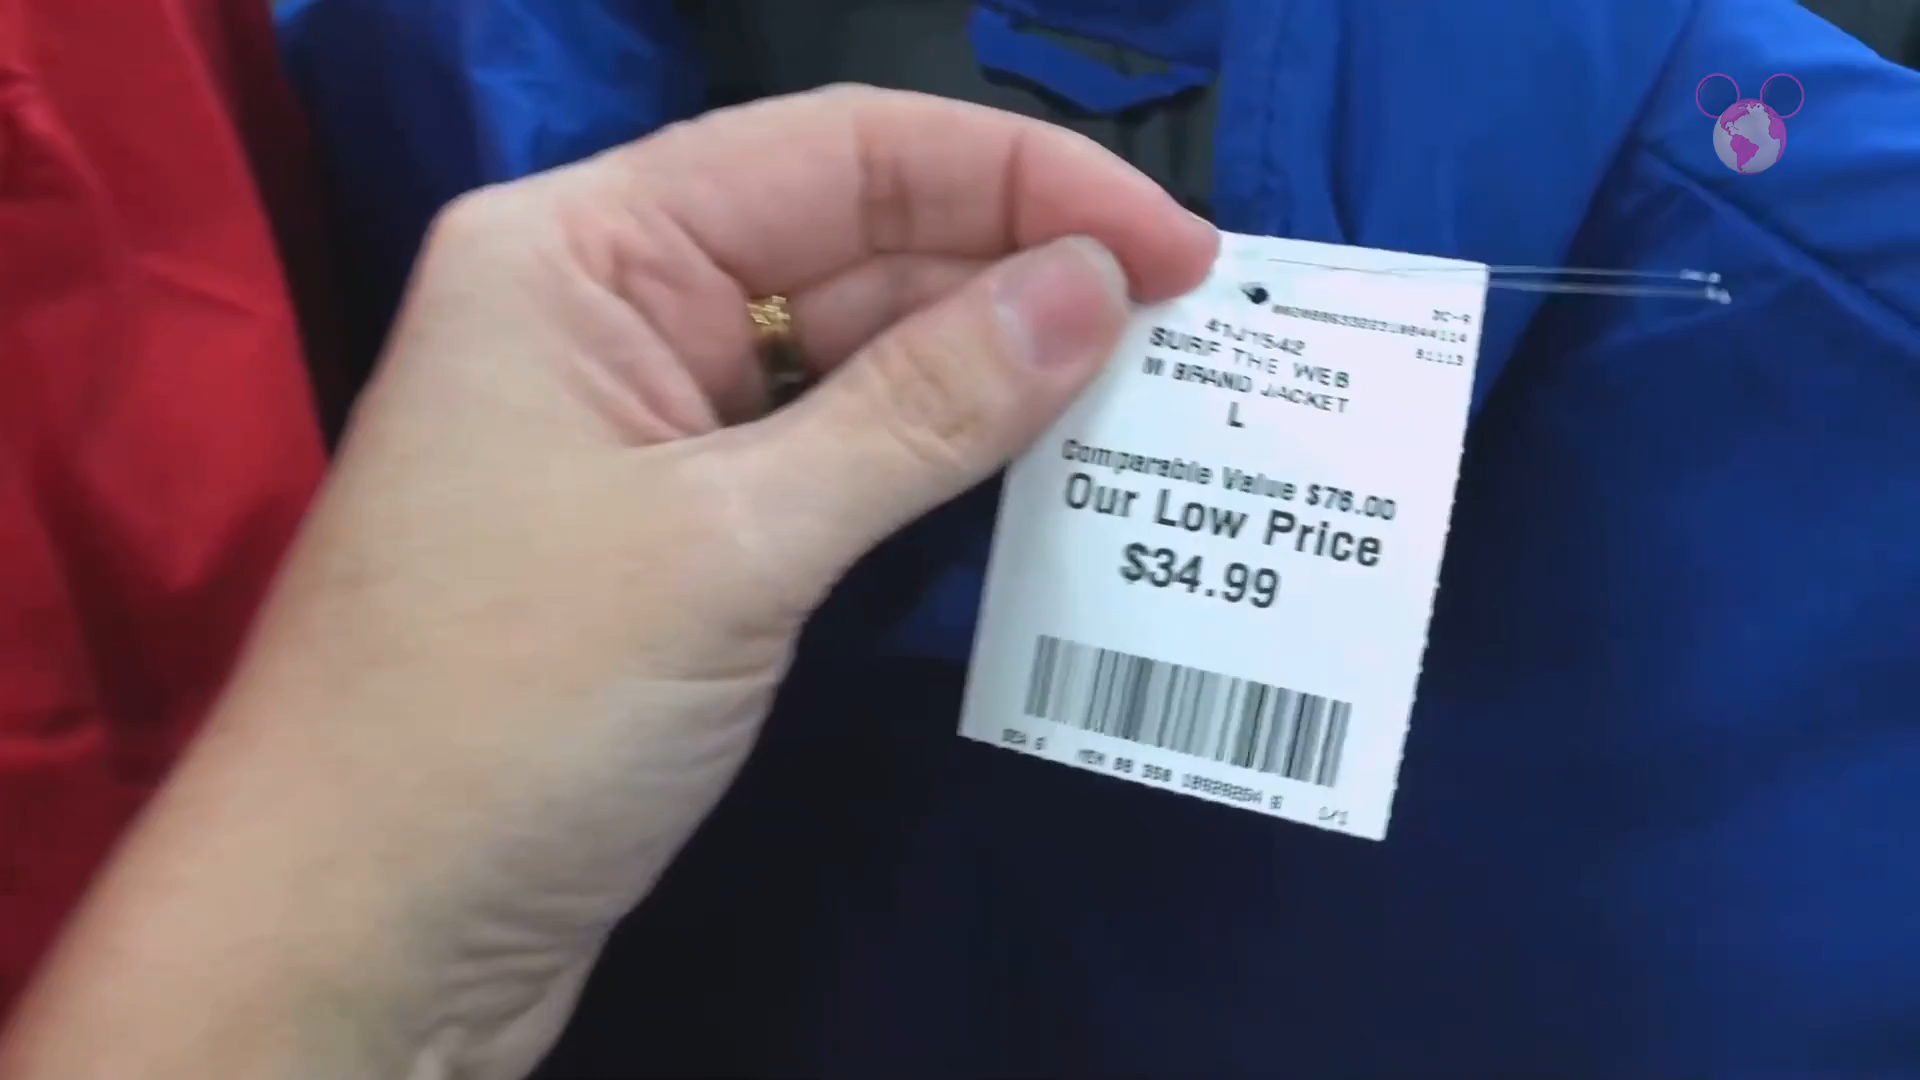 41J1542
SURF THE WEB
M BRAND JACKET
L
Comparable Value $76.00
Our Low Price
$34.99